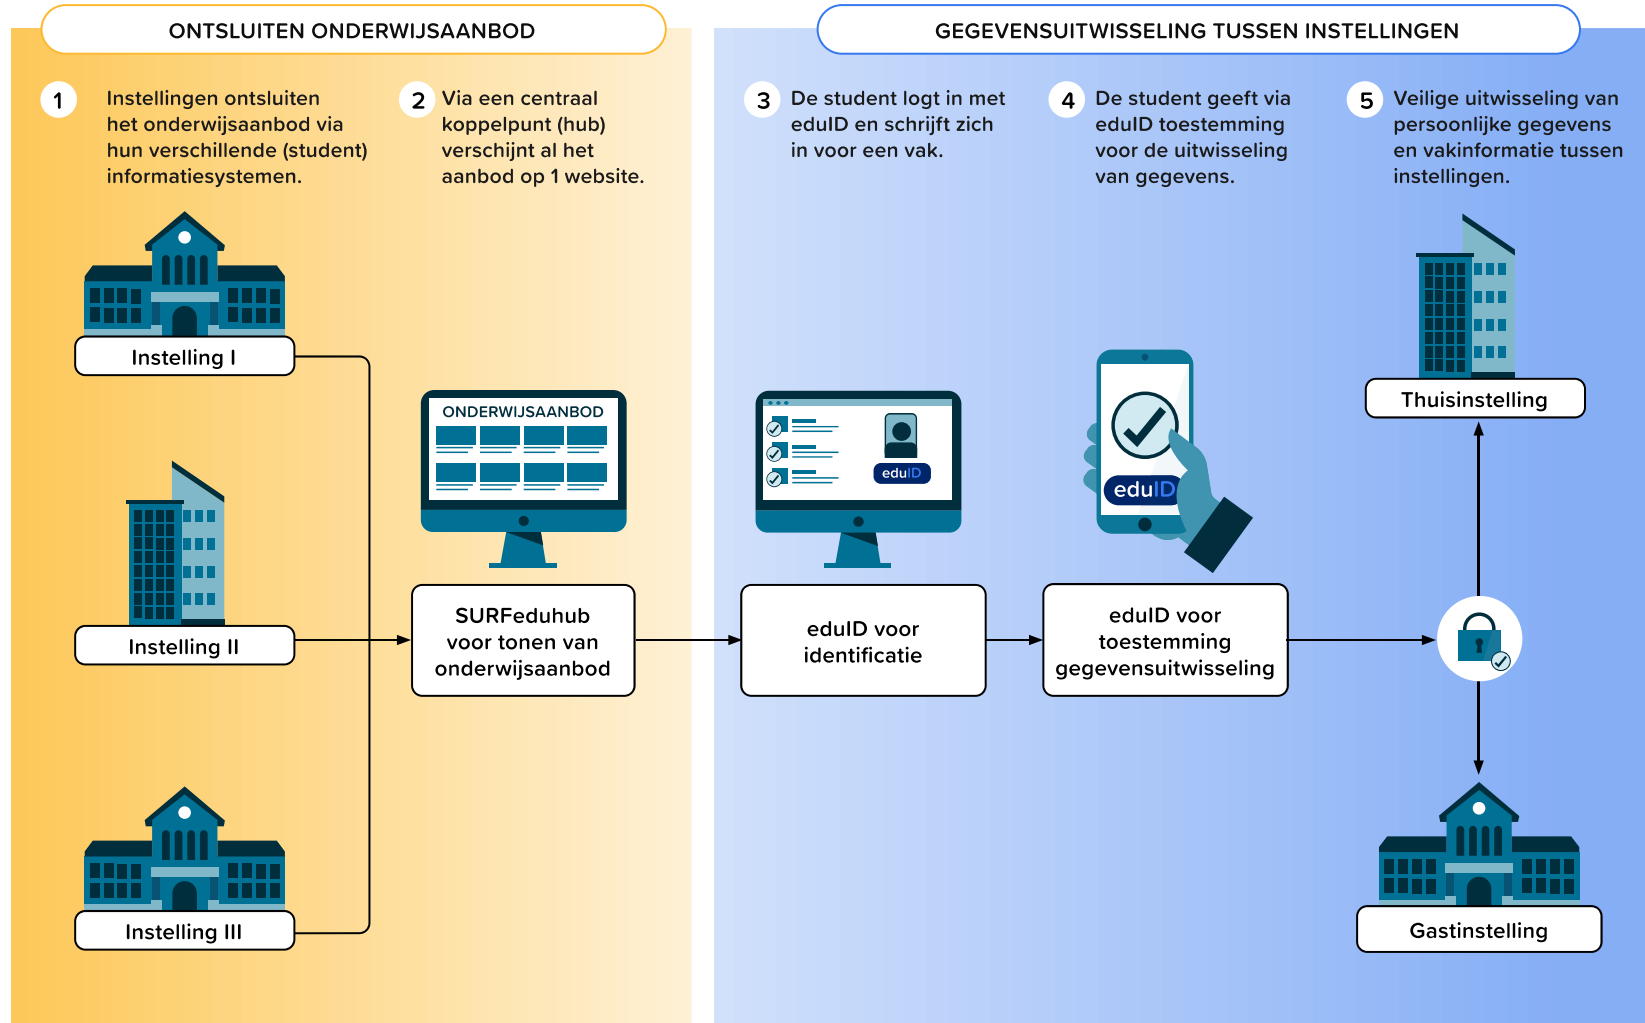 ONTSLUITEN ONDERWIJSAANBOD
1
Instellingen ontsluiten
het onderwijsaanbod via
hun verschillende (student)
informatiesystemen.
2
Via een centraal
koppelpunt (hub)
verschijnt al het
aanbod op 1 website.
Instelling I
Instelling II
Instelling III
ONDERWIJSAANBOD
SURFeduhub
voor tonen van
onderwijsaanbod
GEGEVENSUITWISSELING TUSSEN INSTELLINGEN
3
De student logt in met
eduID en schrijft zich
in voor een vak.
eduID
eduID voor
identificatie
4
De student geeft via
eduID toestemming
voor de uitwisseling
van gegevens.
eduID
eduID voor
toestemming
gegevensuitwisseling
5
Veilige uitwisseling van
persoonlijke gegevens
en vakinformatie tussen
instellingen.
Thuisinstelling
Gastinstelling